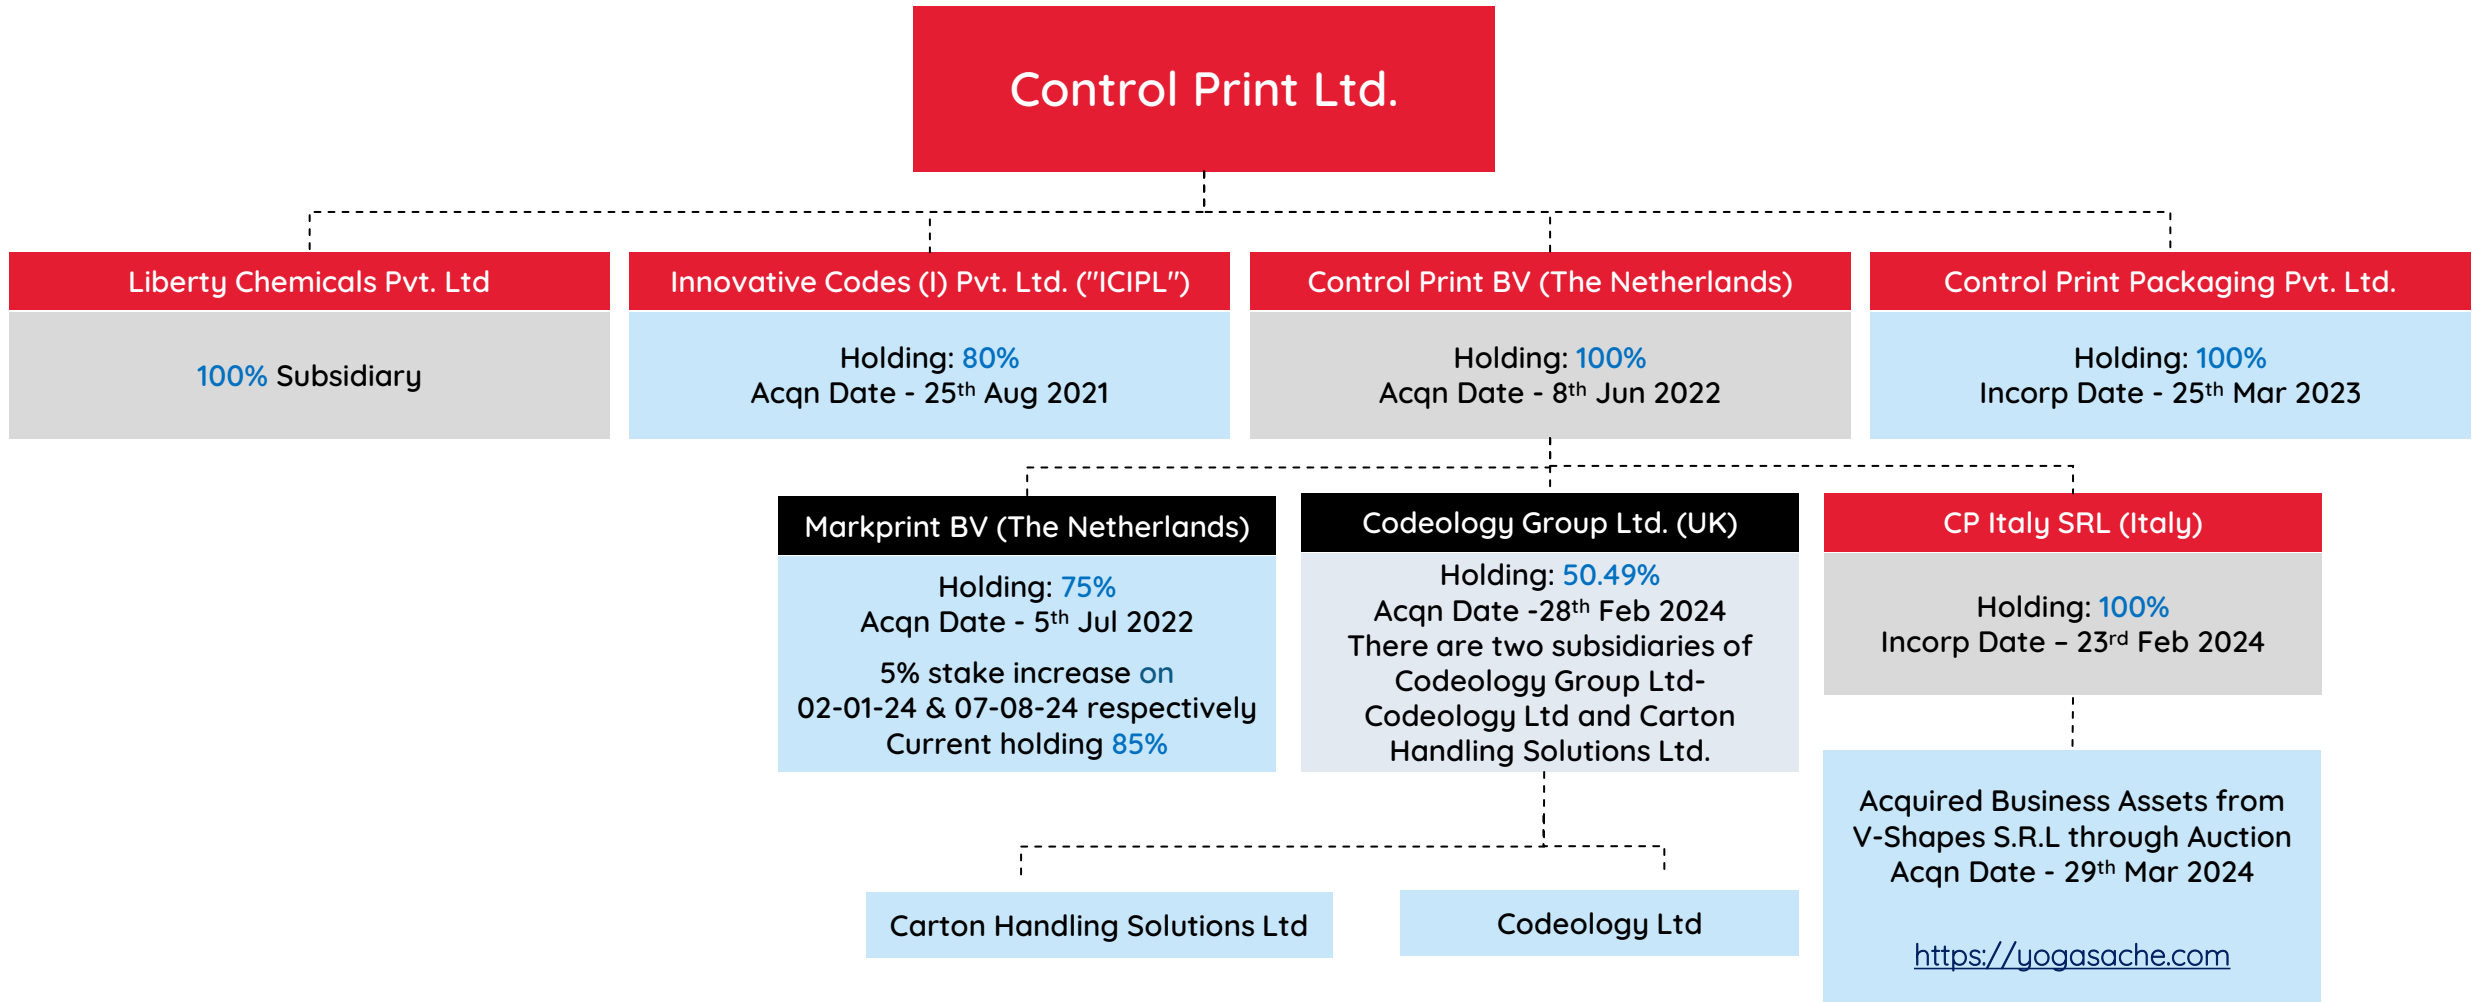 Control Print Ltd.
Liberty Chemicals Pvt. Ltd
100% Subsidiary
Innovative Codes (I) Pvt. Ltd. ("ICIPL")
Holding: 80%
Acqn Date - 25th Aug 2021
Control Print BV (The Netherlands)
Holding: 100%
Acqn Date - 8th Jun 2022
Control Print Packaging Pvt. Ltd.
Holding: 100%
Incorp Date - 25th Mar 2023
Markprint BV (The Netherlands)
Holding: 75%
Acqn Date - 5th Jul 2022
5% stake increase on
02-01-24 & 07-08-24 respectively
Current holding 85%
Codeology Group Ltd. (UK)
Holding: 50.49%
Acqn Date -28th Feb 2024
There are two subsidiaries of
Codeology Group Ltd-
Codeology Ltd and Carton
Handling Solutions Ltd.
CP Italy SRL (Italy)
Holding: 100%
Incorp Date – 23rd Feb 2024
Carton Handling Solutions Ltd
Codeology Ltd
Acquired Business Assets from
V-Shapes S.R.L through Auction
Acqn Date - 29th Mar 2024
https://yogasache.com